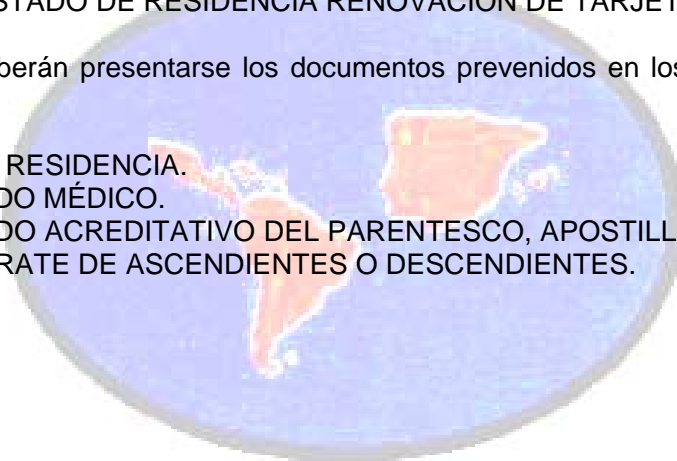 STADO DE RESIDENCIA RENOVACIÓN DE TARJET
berán presentarse los documentos prevenidos en los
RESIDENCIA.
DO MÉDICO.
DO ACREDITATIVO DEL PARENTESCO, APOSTILL
RATE DE ASCENDIENTES O DESCENDIENTES.